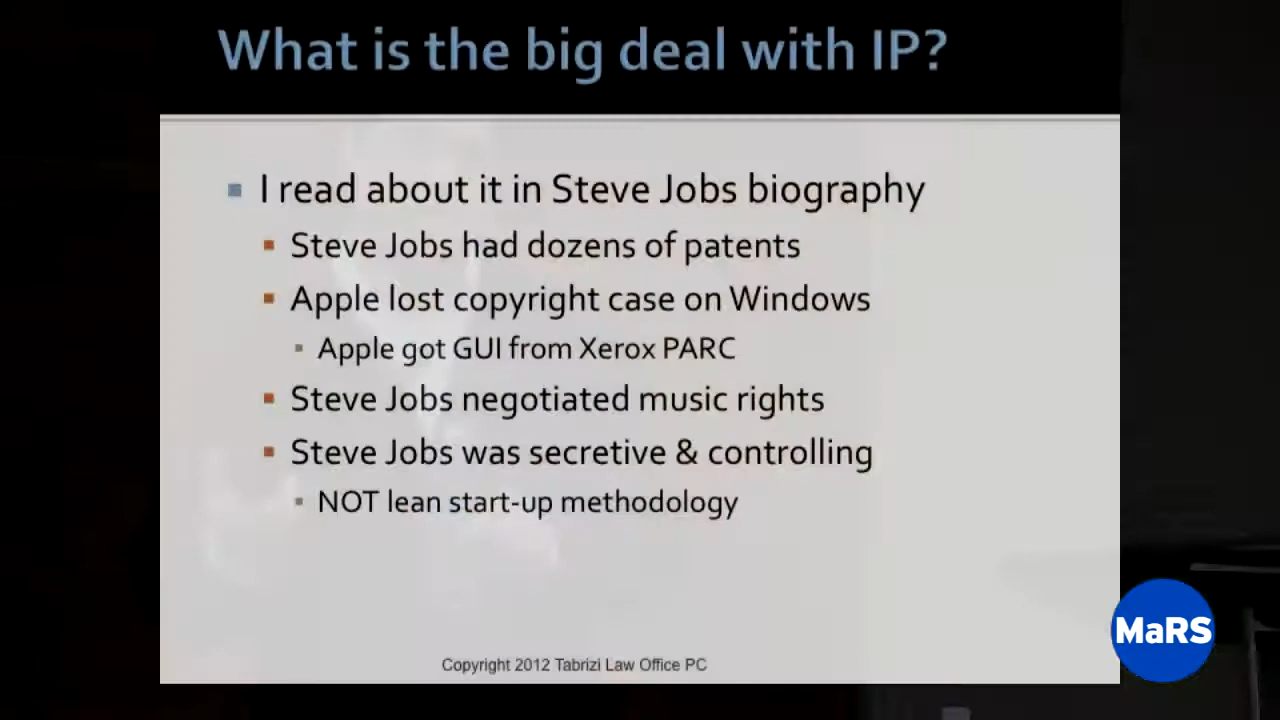 What is the big deal with IP?
I read about it in Steve Jobs biography
Steve Jobs had dozens of patents
Apple lost copyright case on Windows
Apple got GUI from Xerox PARC
Steve Jobs negotiated music rights
Steve Jobs was secretive & controlling
NOT lean start-up methodology
Copyright 2012 Tabrizi Law Office PC
MaRS